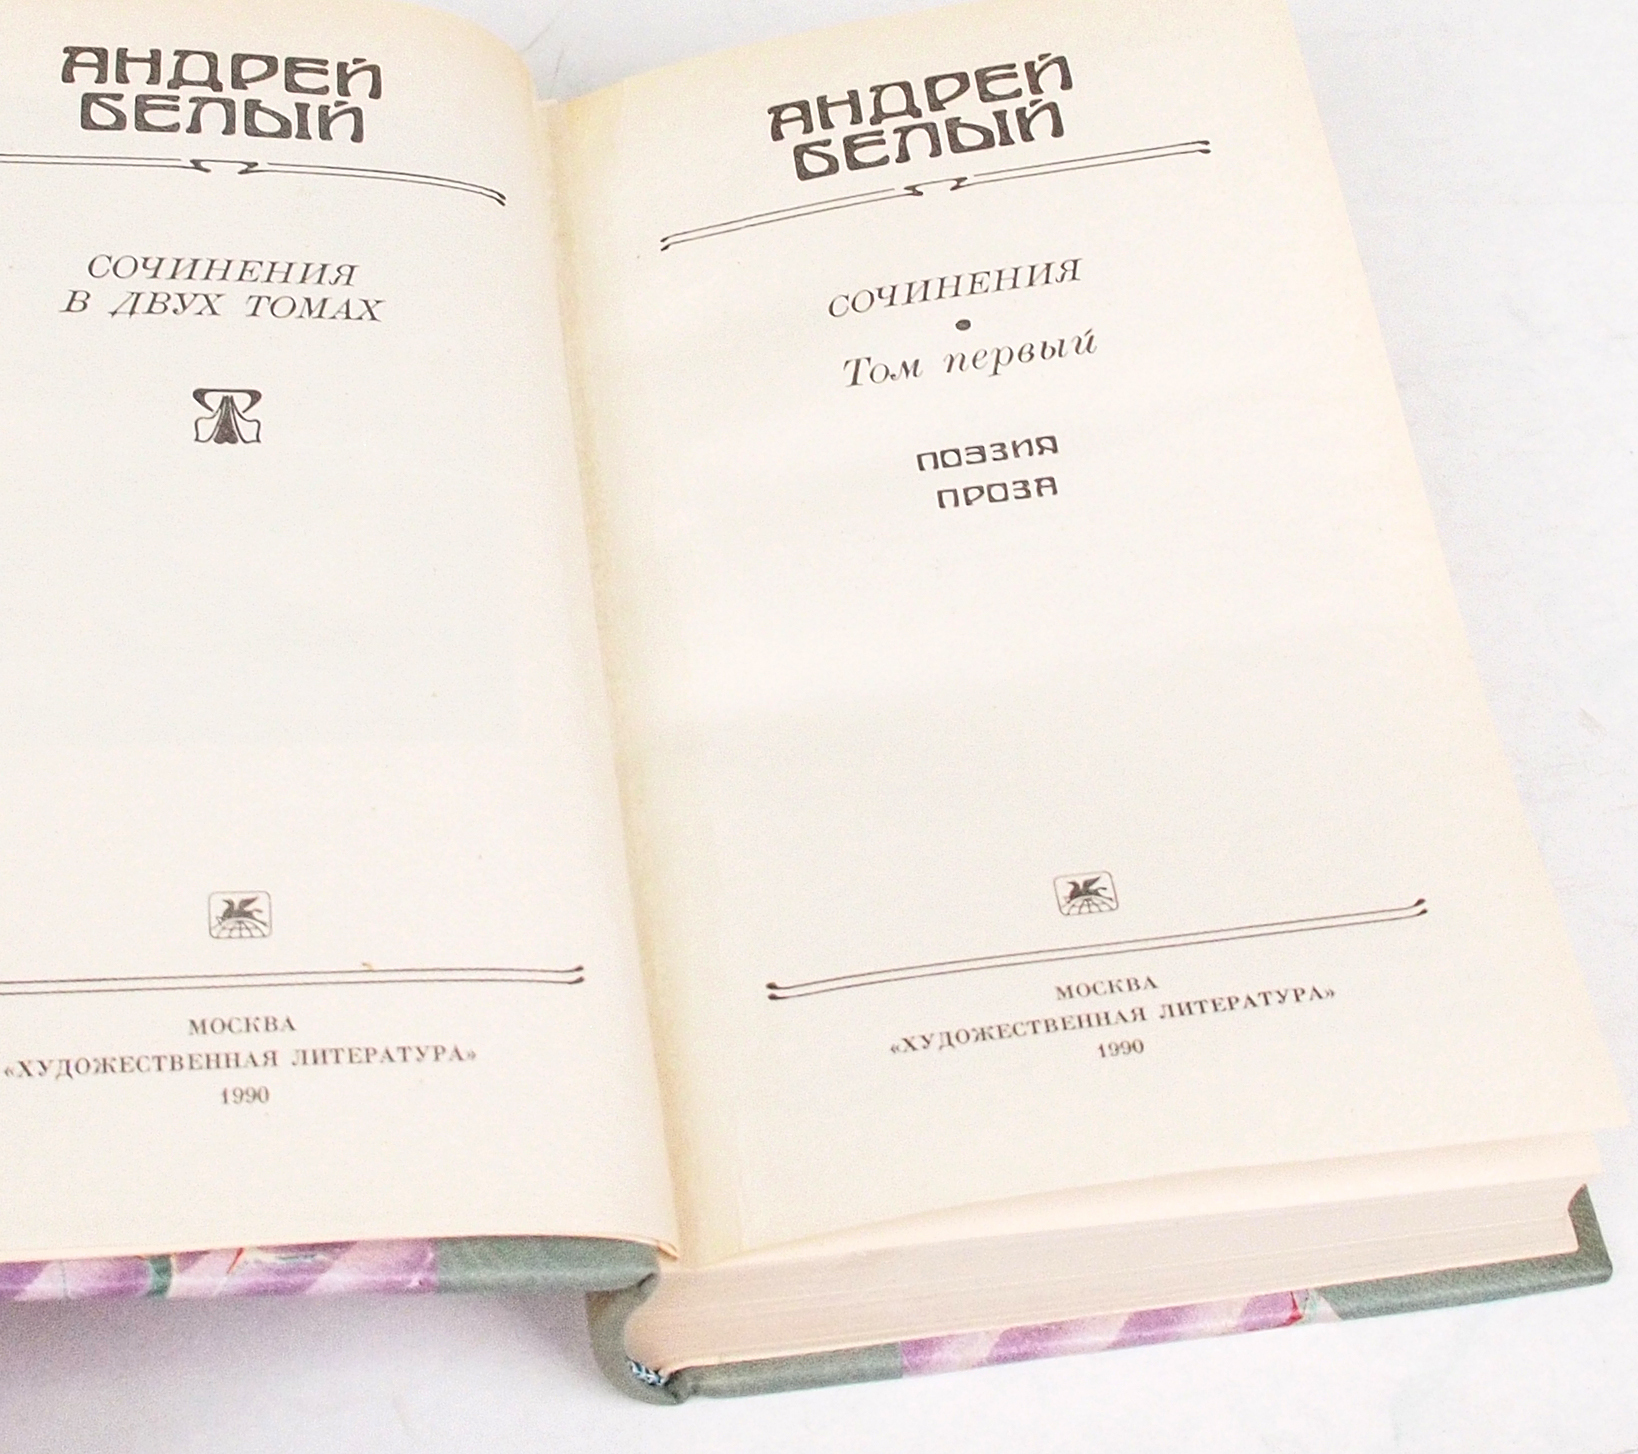 АНДРЕЙ
БЕЛЫЙ
СОЧИНЕНИЯ
В ДВУХ ТОМАХ
МОСКВА
«ХУДОЖЕСТВЕННАЯ ЛИТЕРАТУРА»
1990
АНДРЕЙ
БЕЛЫЙ
СОЧИНЕНИЯ
Том первый
ПОЭЗИЯ
ПРОЗА
МОСКВА
«ХУДОЖЕСТВЕННАЯ ЛИТЕРАТУРА»
1990